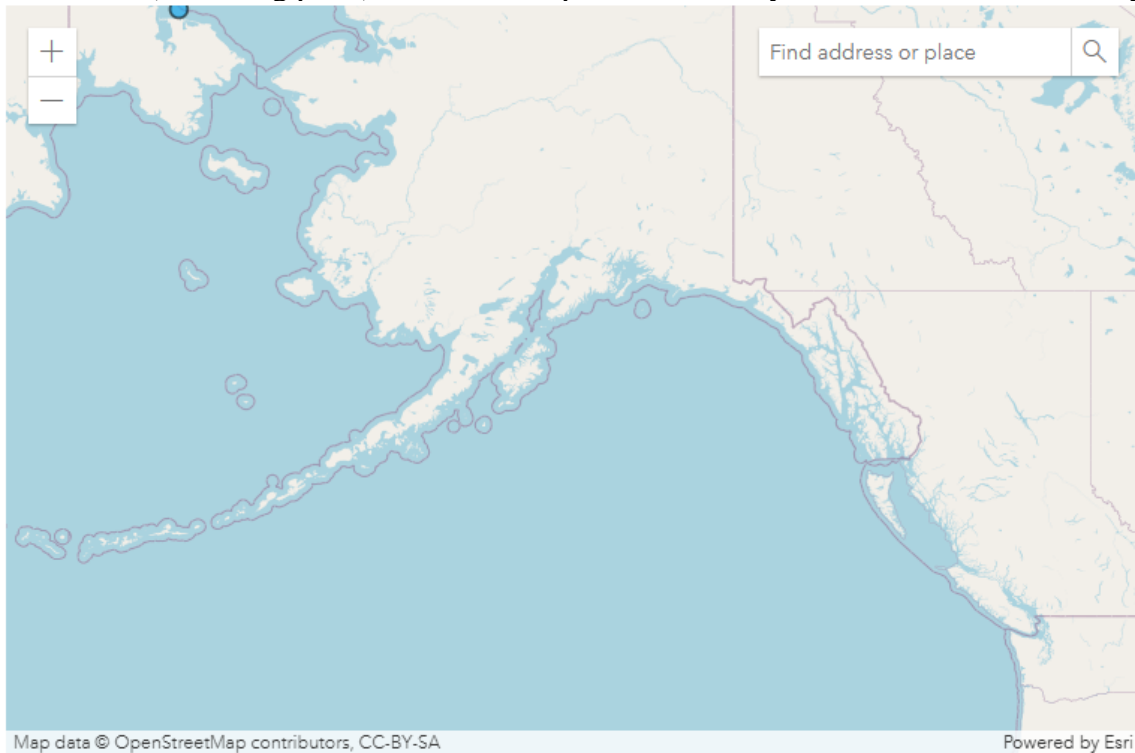 +
Find address or place
−
Map data © OpenStreetMap contributors, CC-BY-SA
Powered by Esri